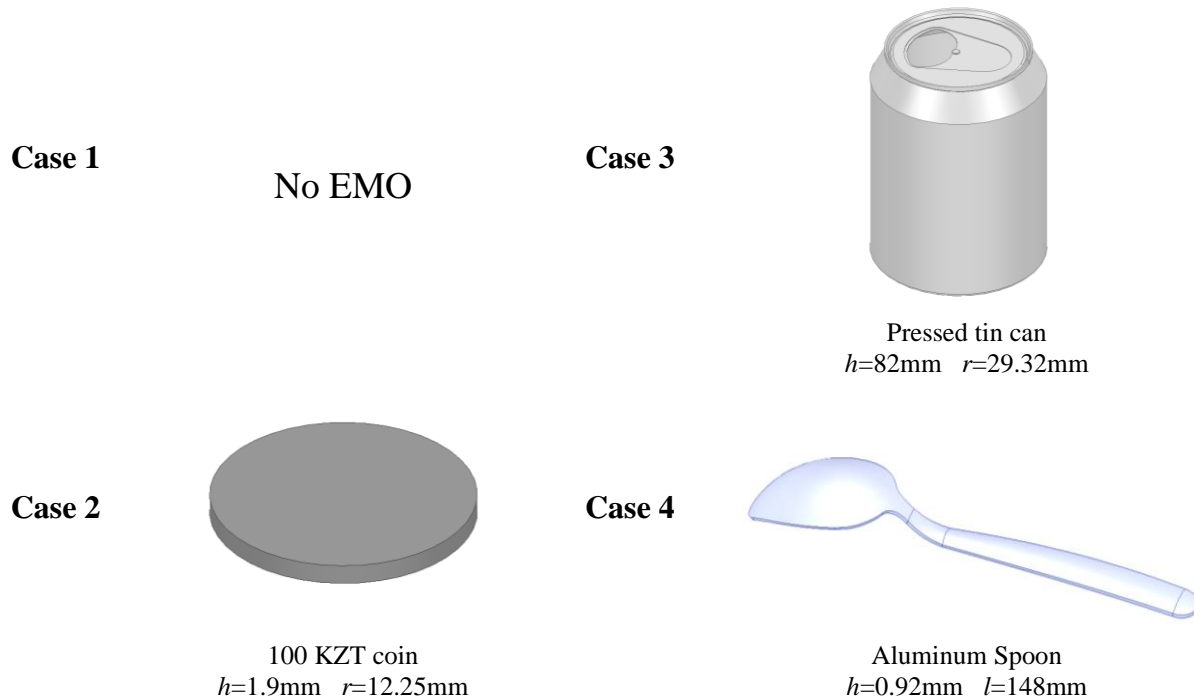 Case 1
No EMO
Case 3
Pressed tin can
h=82mm r=29.32mm
Case 2
100 KZT coin
h=1.9mm r=12.25mm
Case 4
Aluminum Spoon
h=0.92mm l=148mm